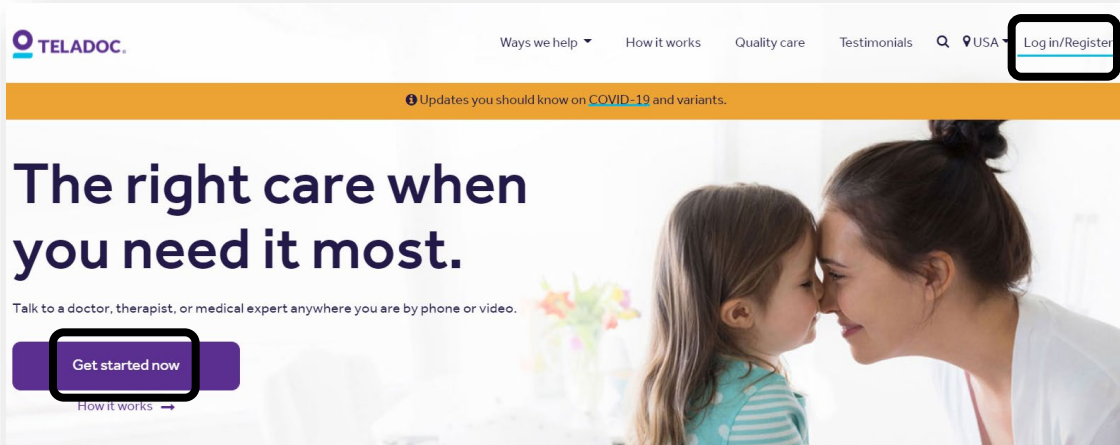 TELADOC.
Ways we help How it works Quality care Testimonials USA Log in/Register
Updates you should know on COVID-19 and variants.
The right care when
you need it most.
Talk to a doctor, therapist, or medical expert anywhere you are by phone or video.
Get started now
How it works →